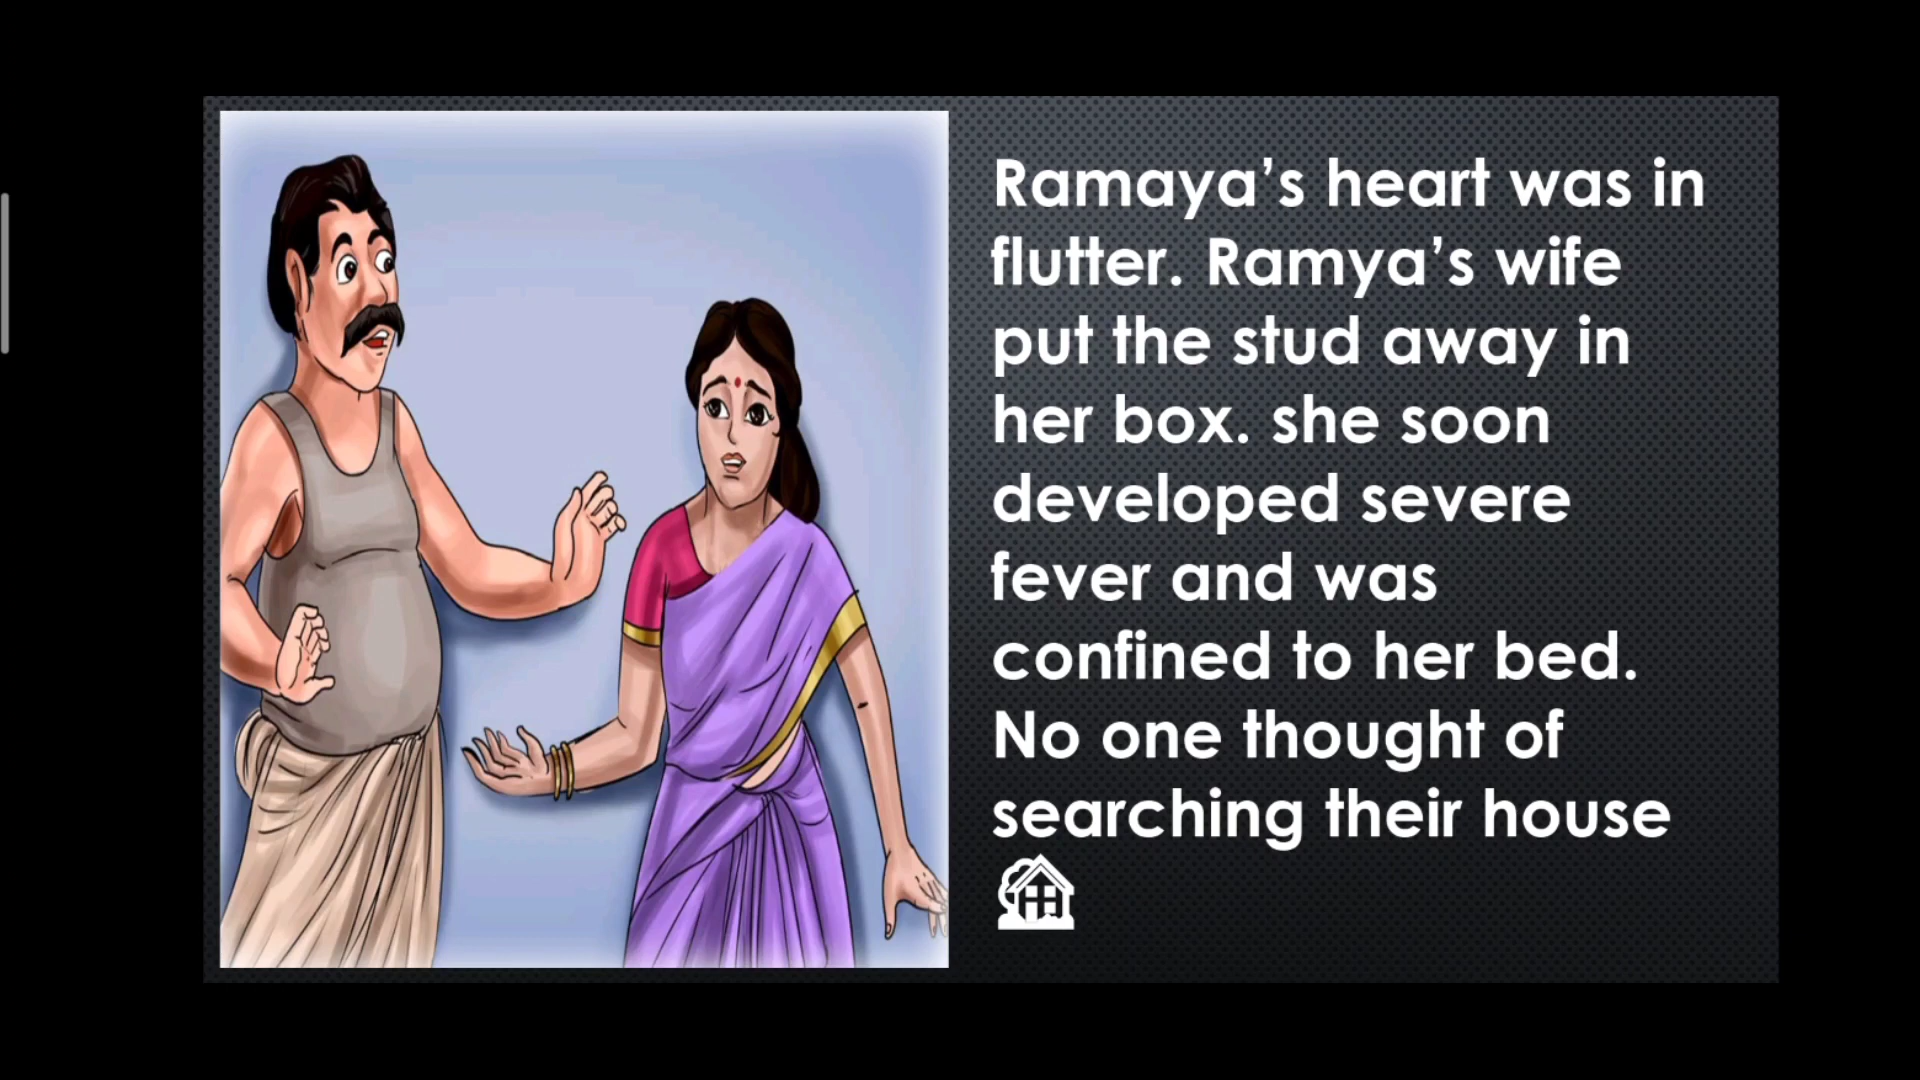 Ramaya’s heart was in
flutter. Ramya’s wife
put the stud away in
her box. she soon
developed severe
fever and was
confined to her bed.
No one thought of
searching their house